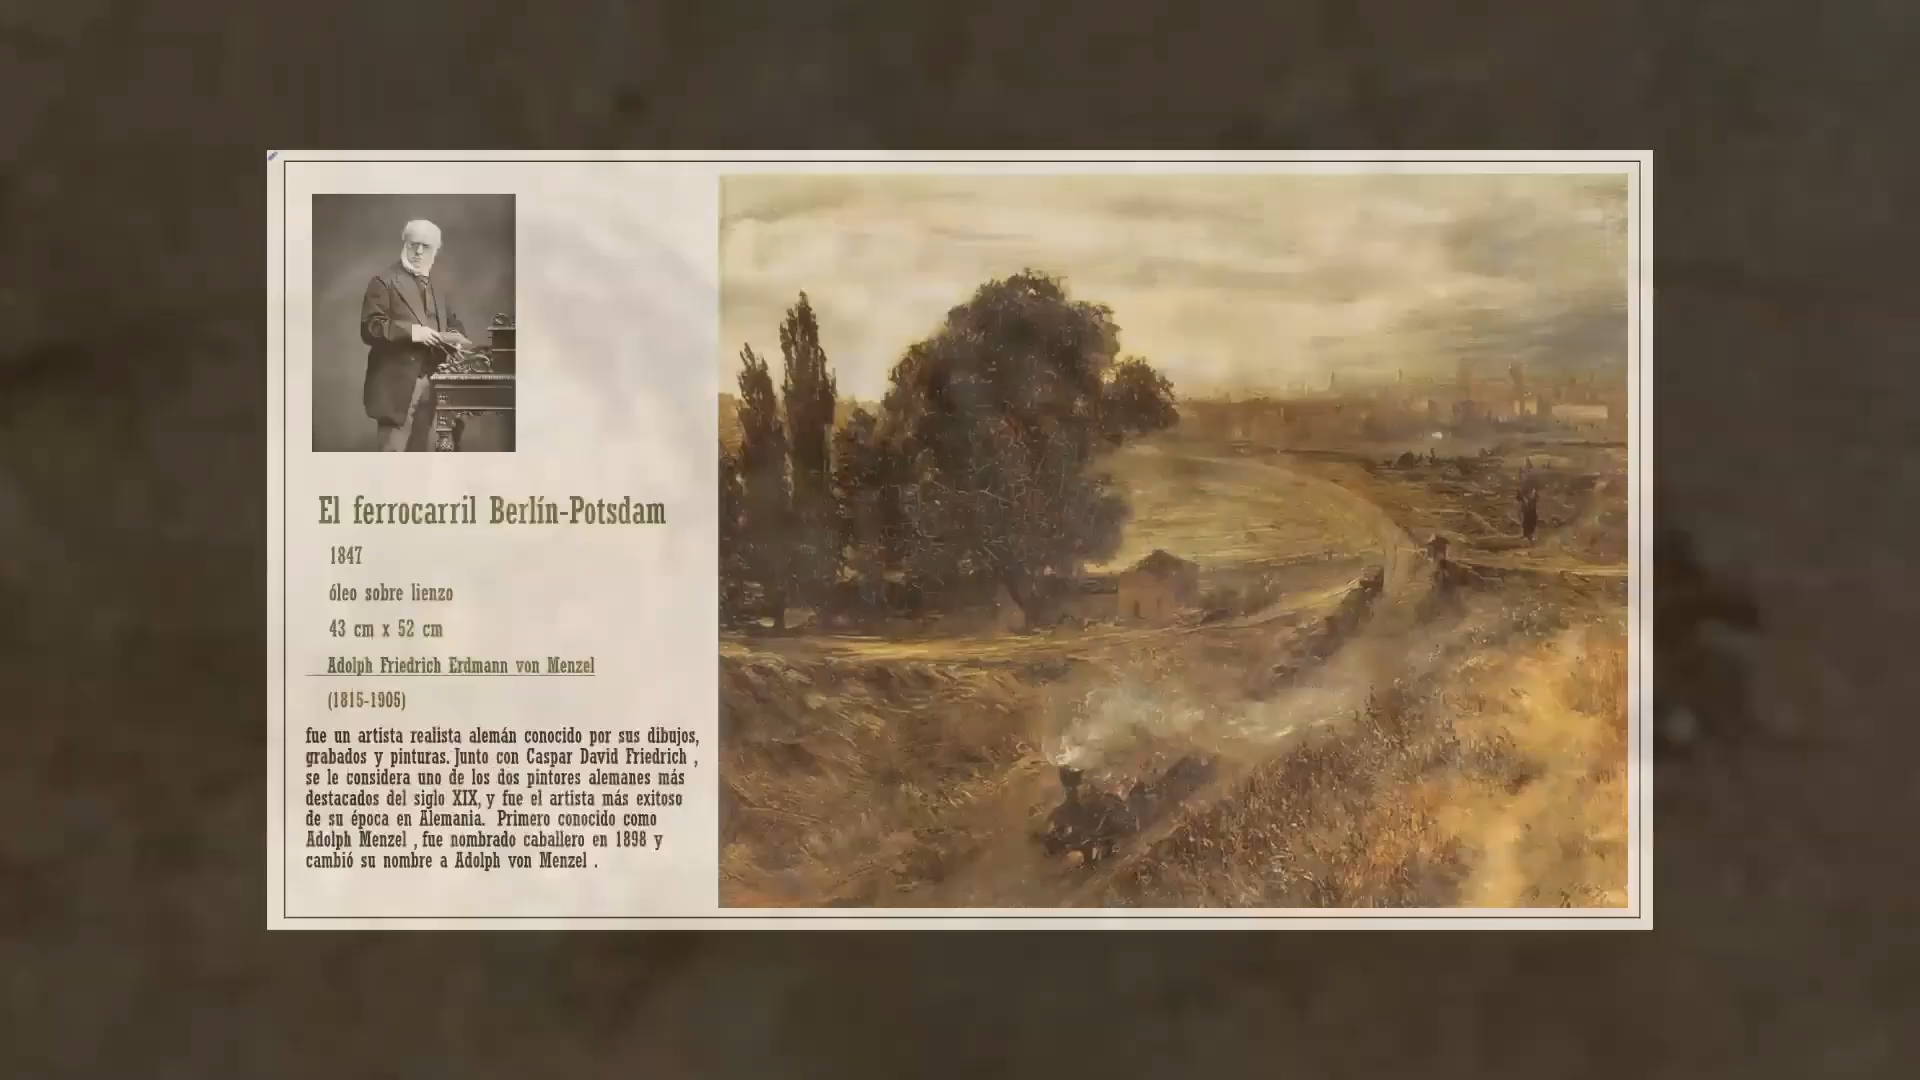 El ferrocarril Berlín-Potsdam
1847
óleo sobre lienzo
43 cm x 52 cm
Adolph Friedrich Erdmann von Menzel
(1815-1905)
fue un artista realista alemán conocido por sus dibujos,
grabados y pinturas. Junto con Caspar David Friedrich ,
se le considera uno de los dos pintores alemanes más
destacados del siglo XIX, y fue el artista más exitoso
de su época en Alemania. Primero conocido como
Adolph Menzel , fue nombrado caballero en 1898 y
cambió su nombre a Adolph von Menzel .